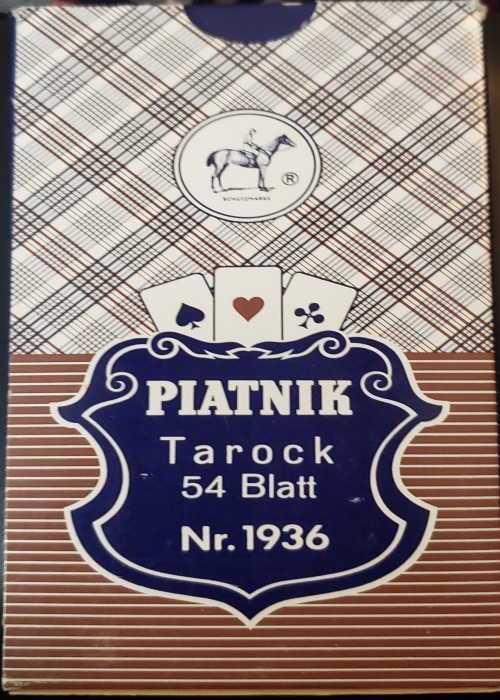 ®
SCHUTZMARKE
PIATNIK
Tarock
54 Blatt
Nr. 1936